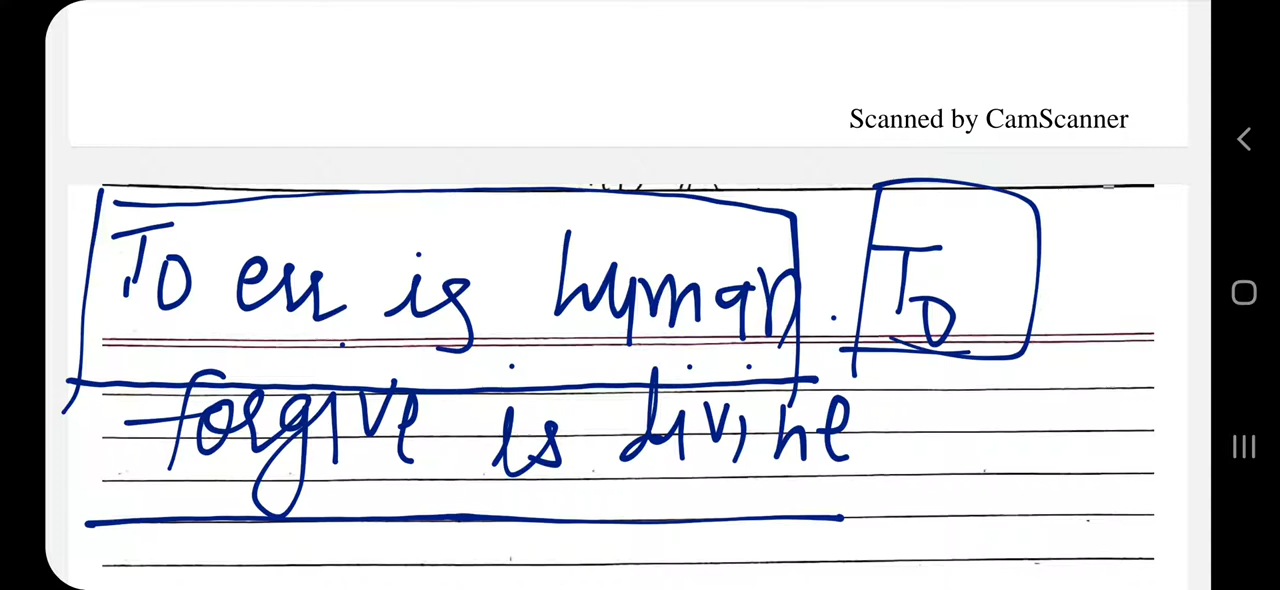 Scanned by CamScanner
To err is human. To
forgive is divine